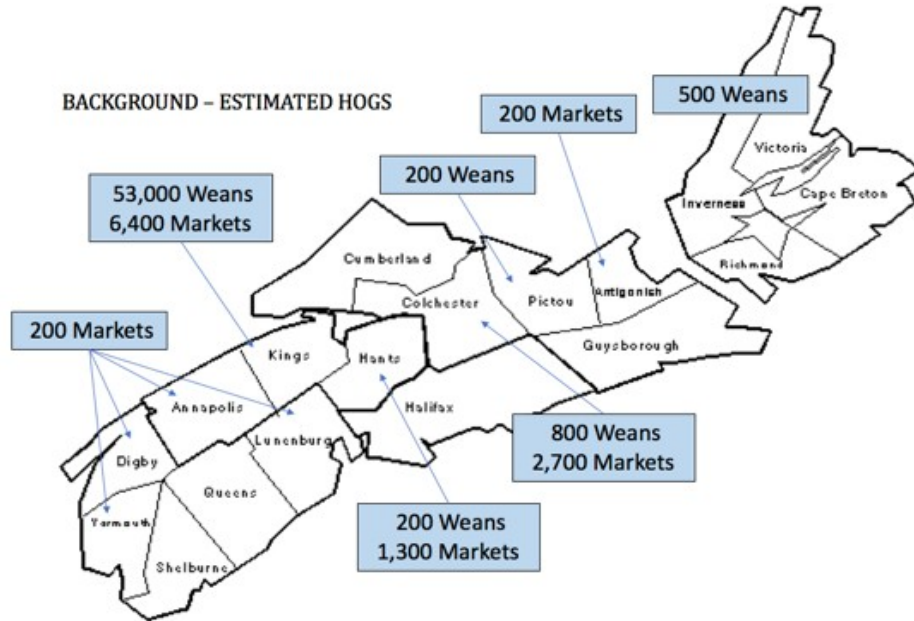 BACKGROUND – ESTIMATED HOGS
500 Weans
200 Markets
Victoria
200 Weans
53,000 Weans
6,400 Markets
Inverness
Cape Breton
Cumberland
Richmond
Colchester
Pictou
Antigonish
200 Markets
Kings
Hants
Guysborough
Annapolis
Halifax
Lunenburg
800 Weans
2,700 Markets
Digby
Queens
Yarmouth
200 Weans
1,300 Markets
Shelburne